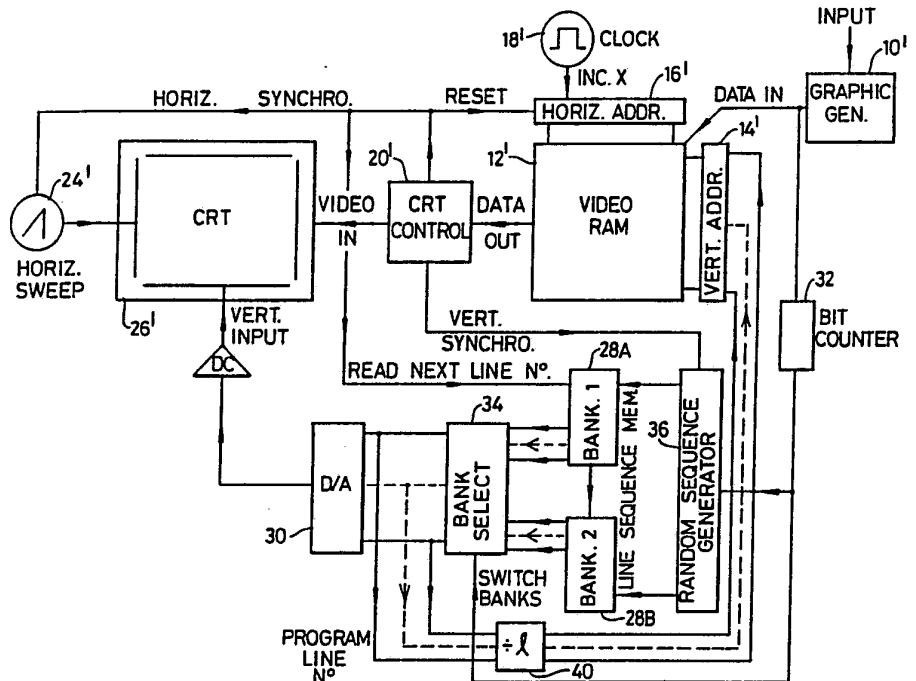 INPUT
10'
GRAPHIC
GEN.
18'
CLOCK
INC. X
16'
HORIZ. ADDR.
DATA IN
14'
HORIZ. SYNCHRO. RESET
12'
VIDEO
RAM
VERT. ADDR.
20'
CRT
CONTROL
DATA
OUT
VIDEO
IN
24'
CRT
HORIZ.
SWEEP
26'
VERT.
INPUT
DC
VERT.
SYNCHRO.
32
BIT
COUNTER
READ NEXT LINE Nº.
28A
BANK. 1
34
BANK
SELECT
LINE SEQUENCE MEM.
36
RANDOM SEQUENCE
GENERATOR
D/A
30
BANK. 2
28B
SWITCH
BANKS
PROGRAM
LINE
Nº
÷ℓ
40